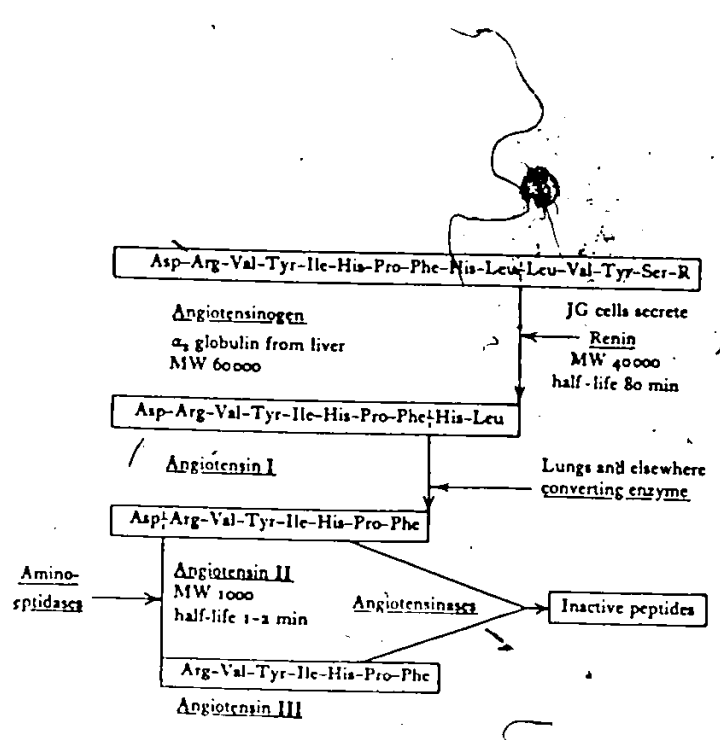 Asp-Arg-Val-Tyr-Ile-His-Pro-Phe-His-Leu-Leu-Val-Tyr-Ser-R
Angiotensinogen
α₂ globulin from liver
MW 60000
JG cells secrete
Renin
MW 40000
half-life 80 min
Asp-Arg-Val-Tyr-Ile-His-Pro-Phe-His-Leu
Angiotensin I
Lungs and elsewhere
converting enzyme
Asp-Arg-Val-Tyr-Ile-His-Pro-Phe
Amino-
eptidases
Angiotensin II
MW 1000
half-life 1-2 min
Angiotensinases
Inactive peptides
Arg-Val-Tyr-Ile-His-Pro-Phe
Angiotensin III